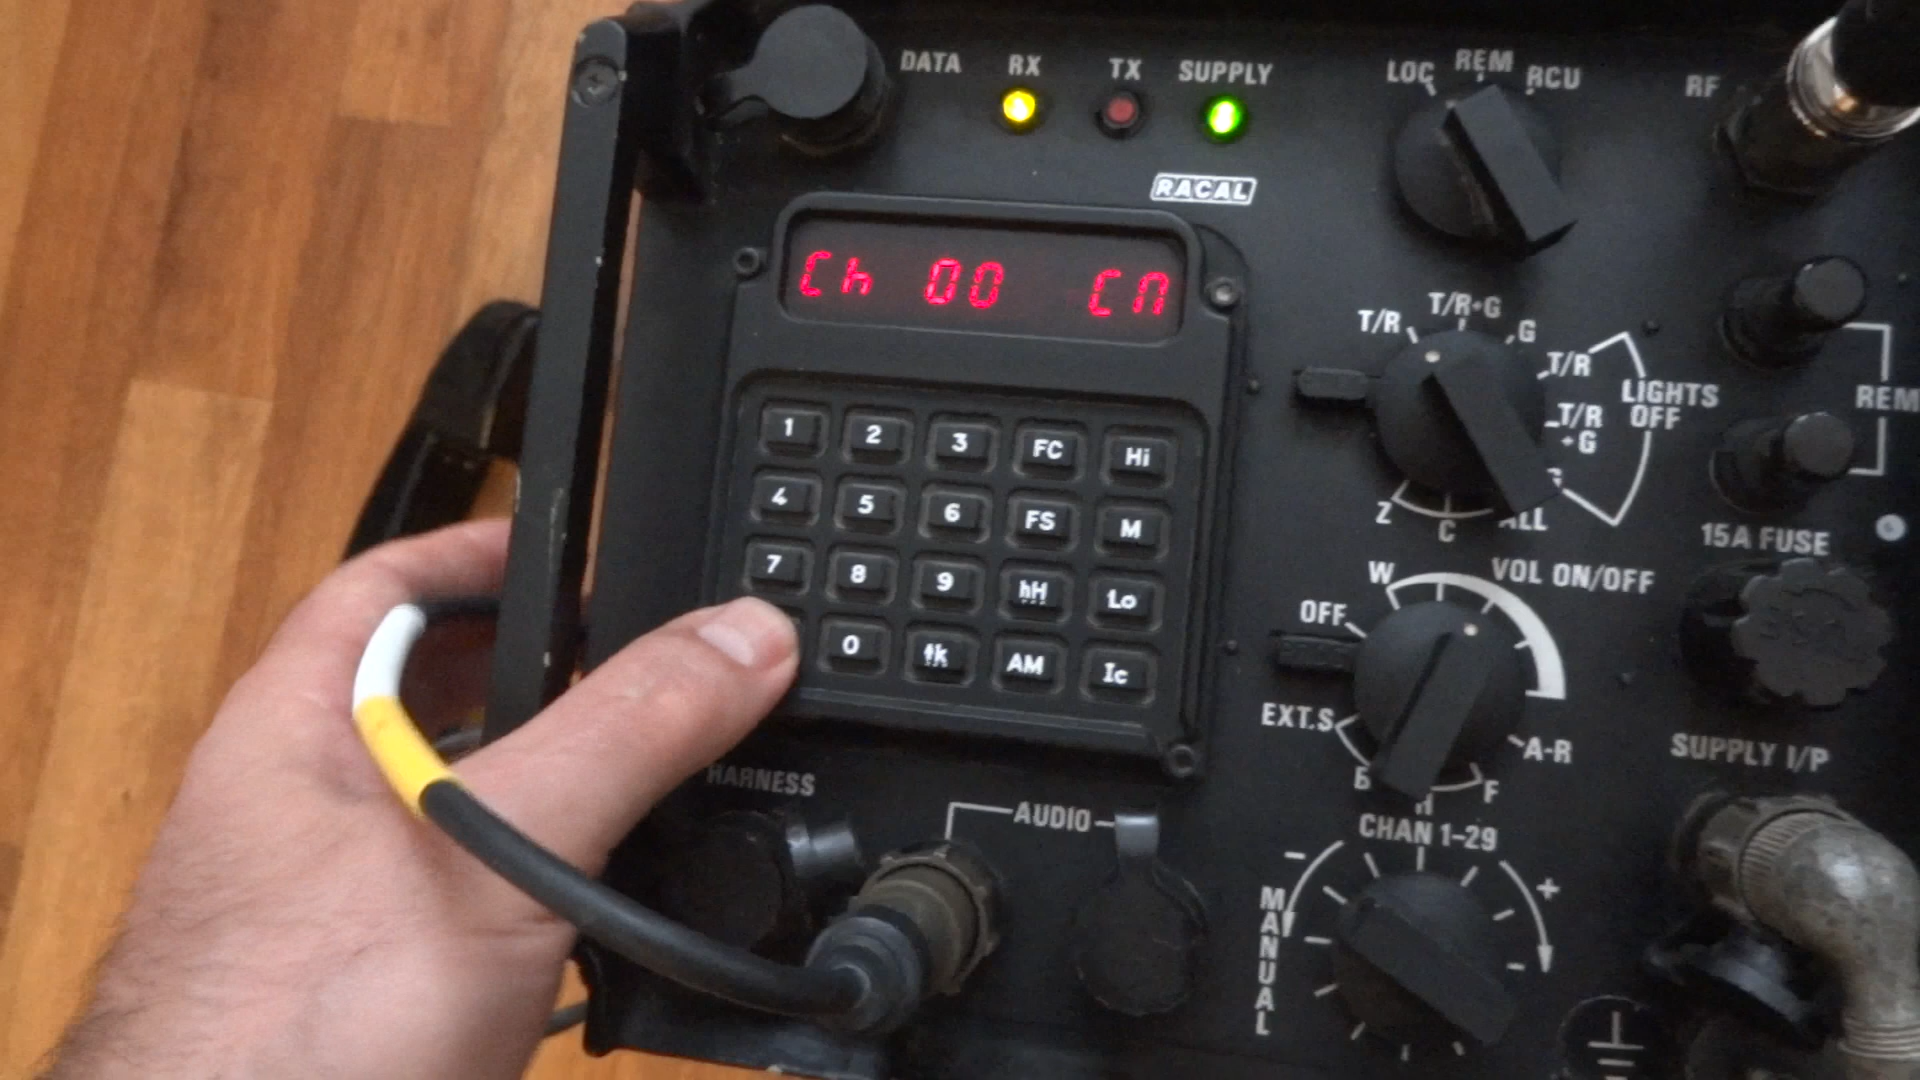 DATA RX TX SUPPLY
LOC REM RCU
RF
RACAL
Ch 00 CN
T/R T/R+G G T/R T/R+G
LIGHTS
OFF
REM
Z C ALL
1 2 3 FC Hi
4 5 6 FS M
7 8 9 hH Lo
0 AM Ic
15A FUSE
W VOL ON/OFF
OFF
EXT.S
A-R
F
H
SUPPLY I/P
HARNESS
AUDIO
CHAN 1-29
- +
MANUAL